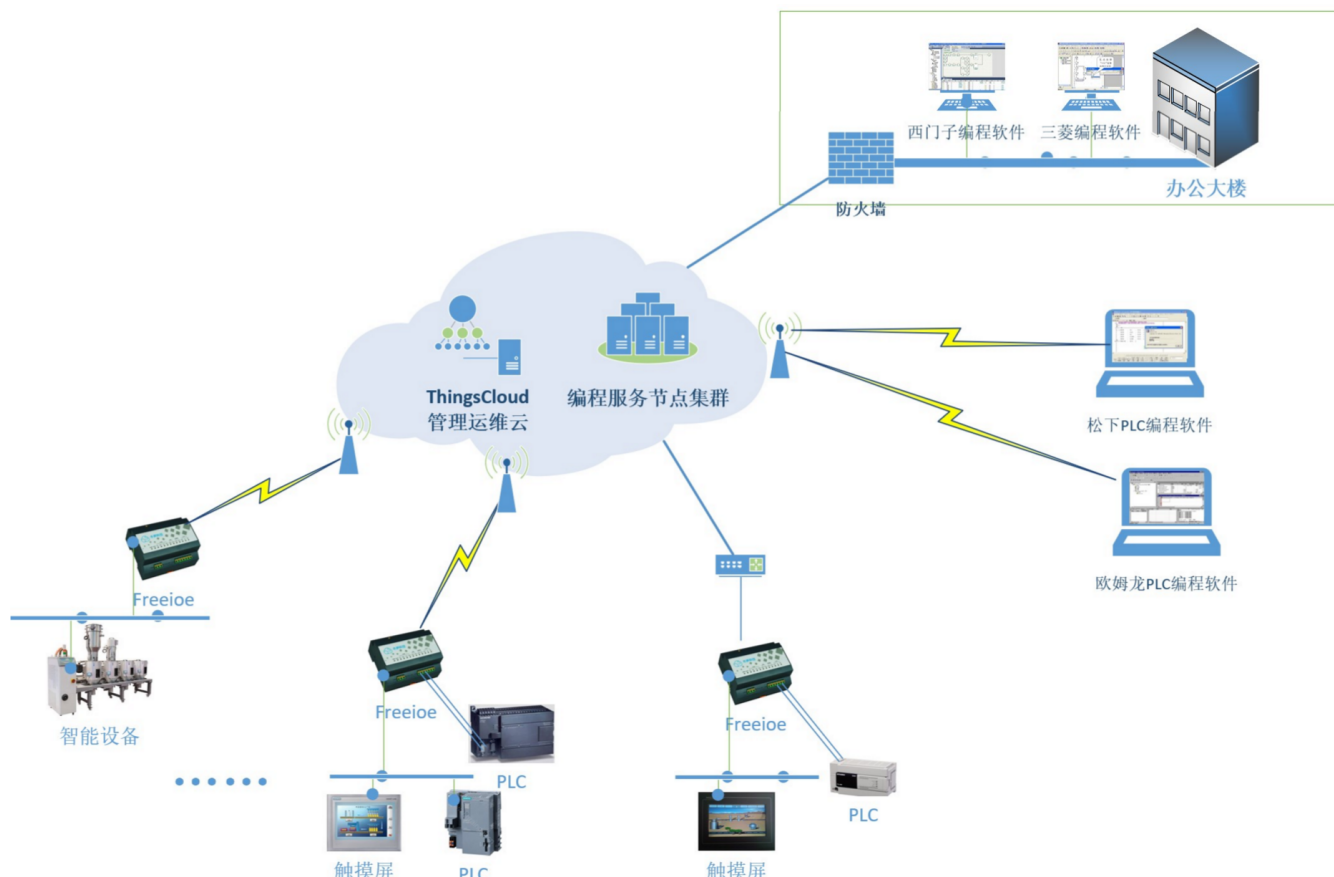 西门子编程软件
三菱编程软件
办公大楼
防火墙
ThingsCloud
管理运维云
编程服务节点集群
松下PLC编程软件
欧姆龙PLC编程软件
Freeioe
智能设备
Freeioe
PLC
触摸屏
PLC
Freeioe
PLC
触摸屏